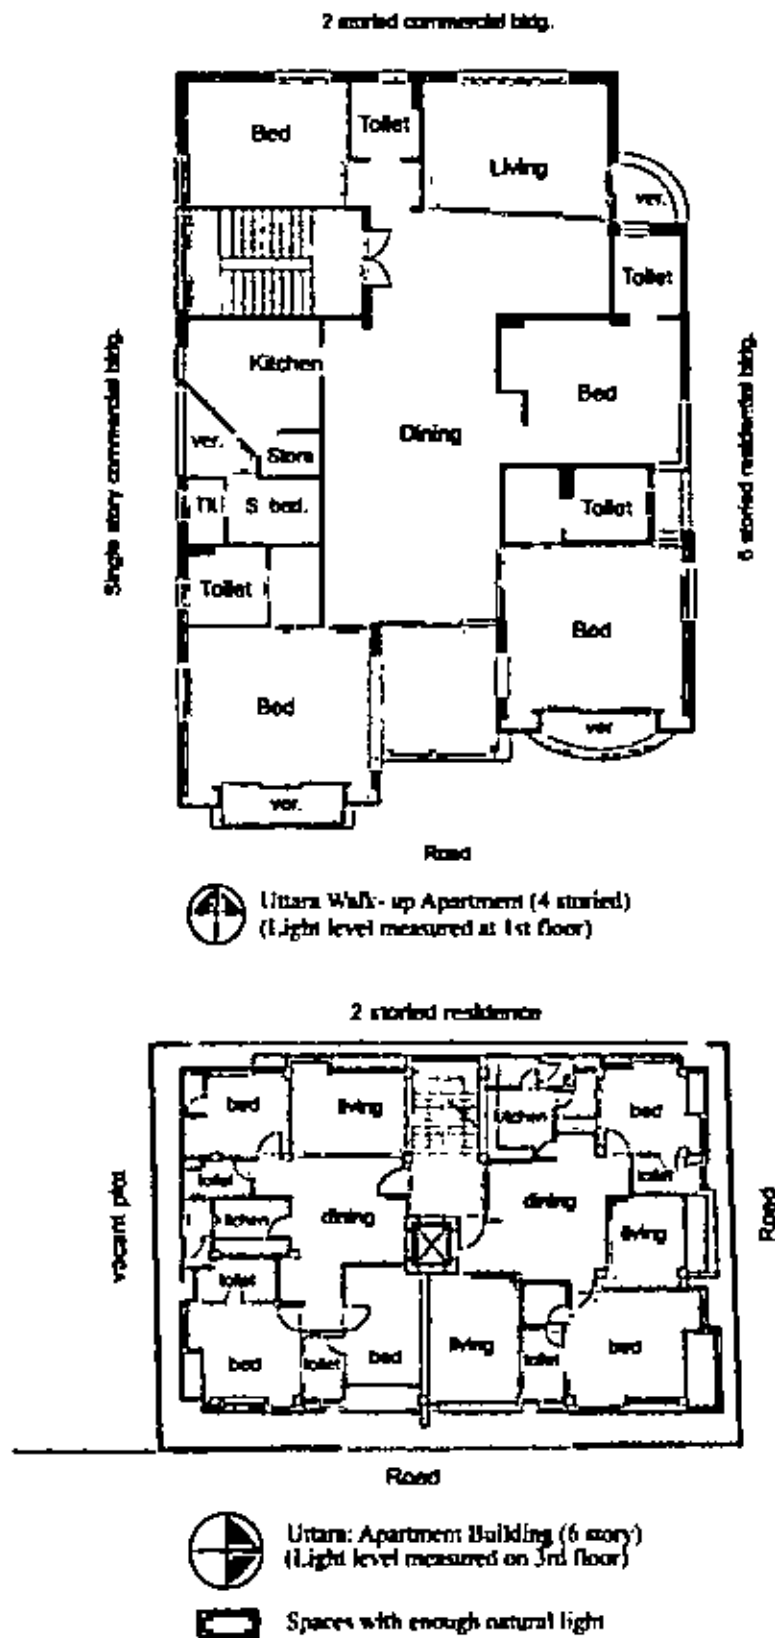 2 storied commercial bldg.
Bed
Toilet
Living
ver.
Toilet
Kitchen
Bed
Single story commercial bldg.
6 storied residential bldg.
Dining
ver.
Store
S. bed.
Toilet
Toilet
Bed
Bed
ver.
ver
Road
Uttara Walk-up Apartment (4 storied)
(Light level measured at 1st floor)
2 storied residence
bed
living
kitchen
bed
toilet
toilet
vacant plot
dining
dining
living
Road
toilet
bed
toilet
bed
living
toilet
bed
Road
Uttara: Apartment Building (6 story)
(Light level measured on 3rd floor)
Spaces with enough natural light